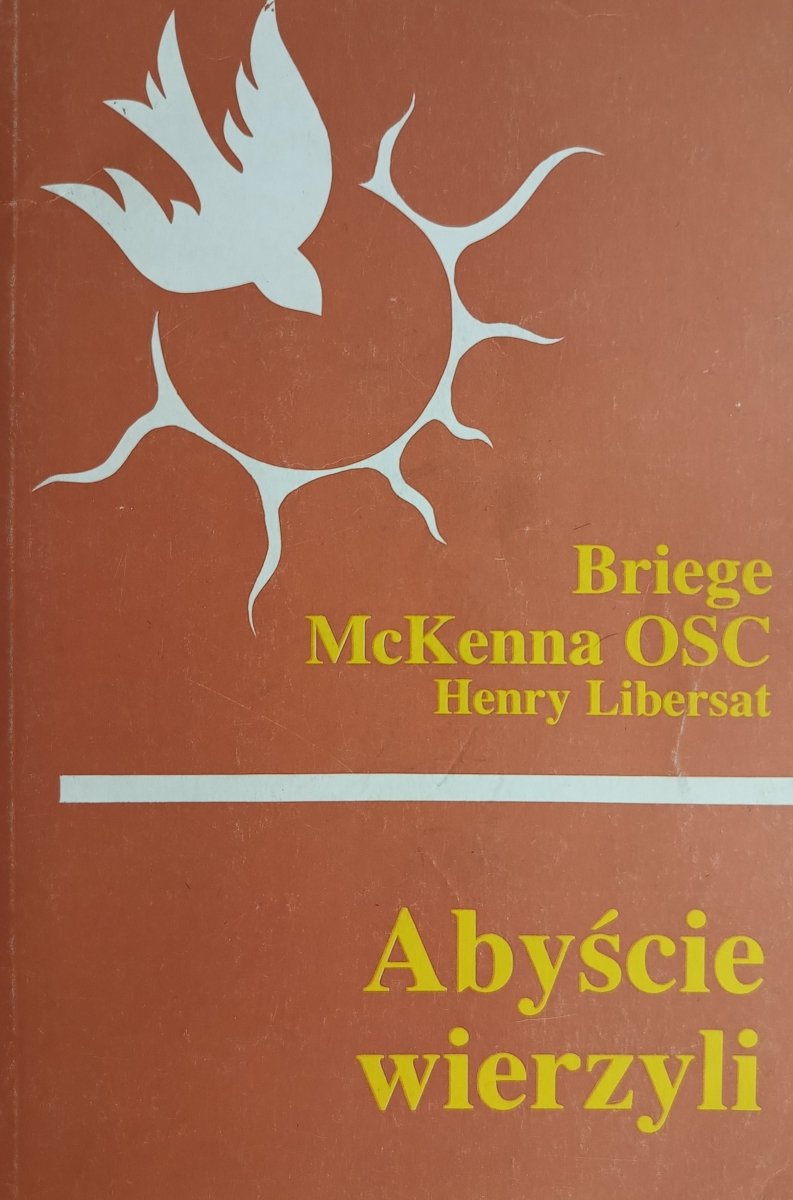 Briege
McKenna OSC
Henry Libersat
Abyście
wierzyli